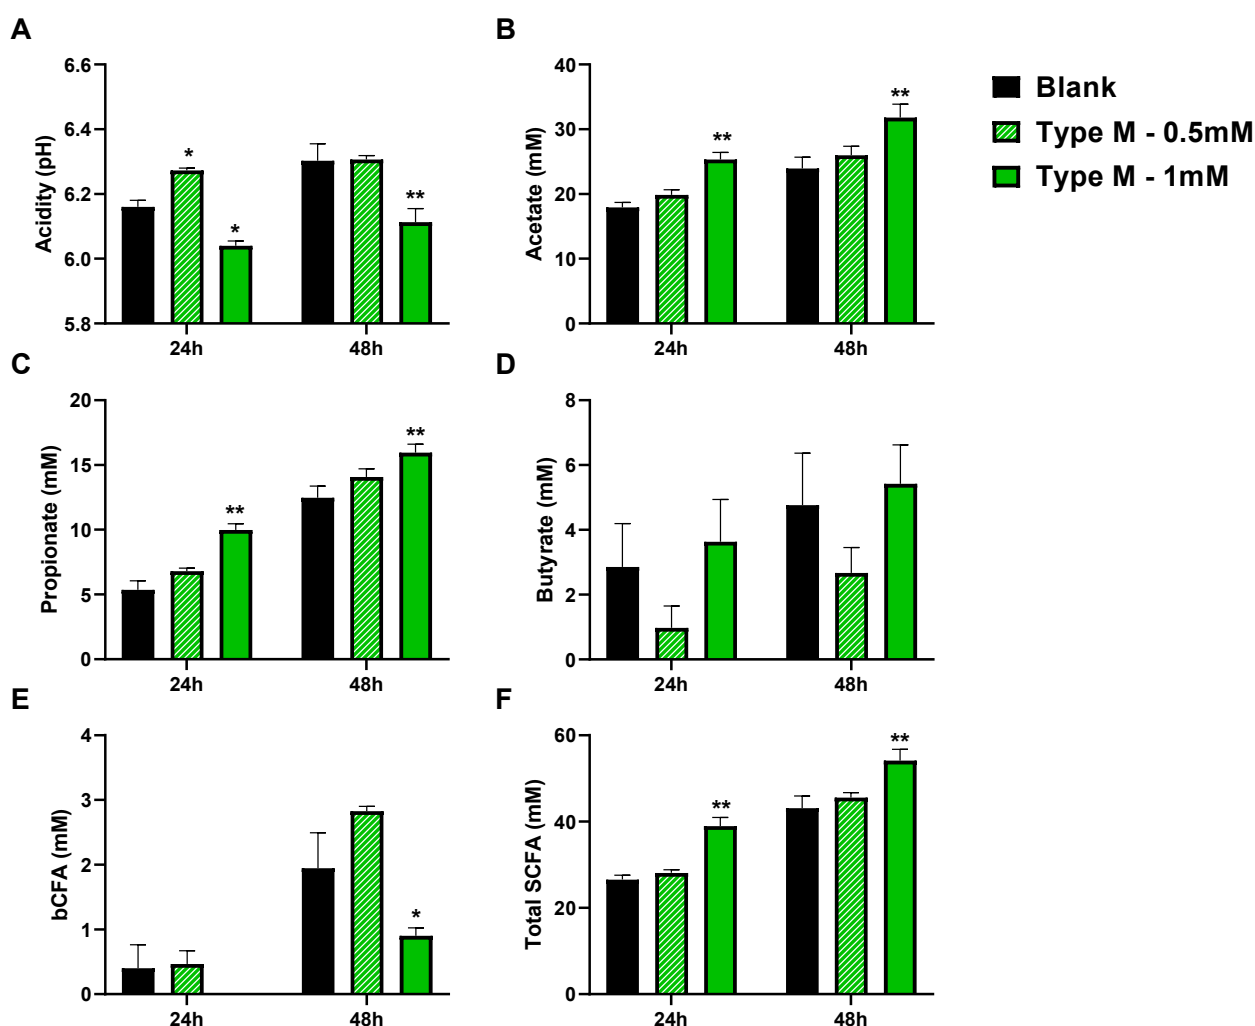 A
Acidity (pH)
6.6
6.4
6.2
6.0
5.8
*
*
**
24h
48h
B
Acetate (mM)
40
30
20
10
0
**
**
24h
48h
Blank
Type M - 0.5mM
Type M - 1mM
C
Propionate (mM)
20
15
10
5
0
**
**
24h
48h
D
Butyrate (mM)
8
6
4
2
0
24h
48h
E
bCFA (mM)
4
3
2
1
0
*
24h
48h
F
Total SCFA (mM)
60
40
20
0
**
**
24h
48h